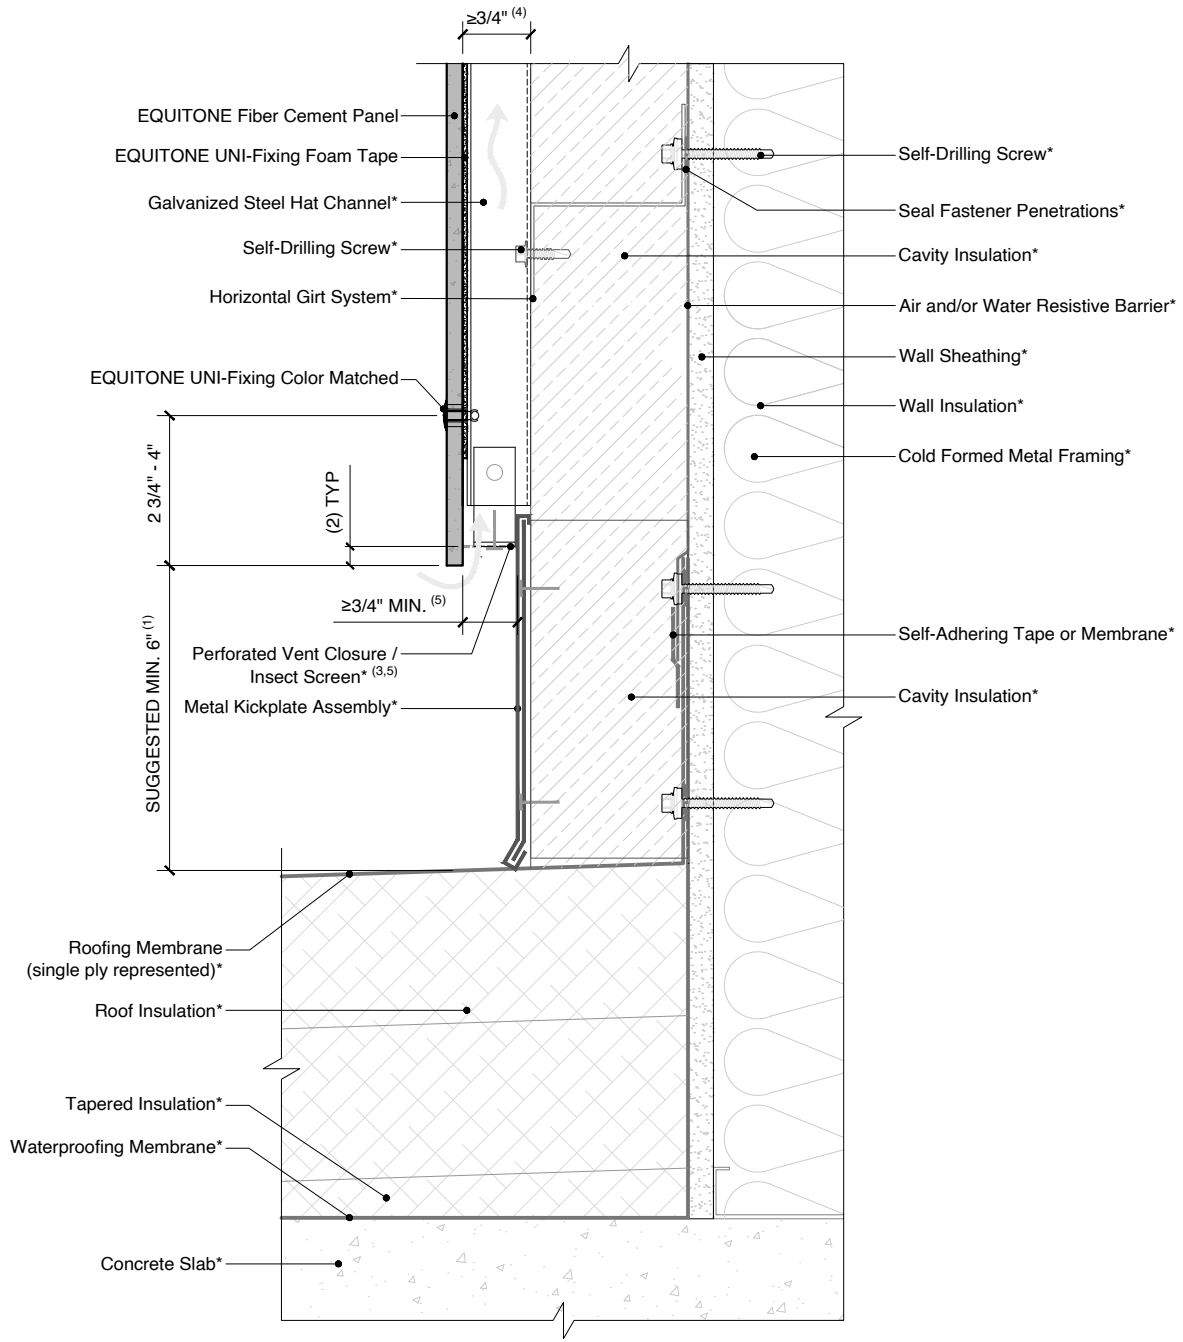 ≥3/4" (4)
EQUITONE Fiber Cement Panel
EQUITONE UNI-Fixing Foam Tape
Galvanized Steel Hat Channel*
Self-Drilling Screw*
Horizontal Girt System*
EQUITONE UNI-Fixing Color Matched
2 3/4" - 4"
(2) TYP
≥3/4" MIN. (5)
SUGGESTED MIN. 6" (1)
Perforated Vent Closure /
Insect Screen* (3,5)
Metal Kickplate Assembly*
Roofing Membrane
(single ply represented)*
Roof Insulation*
Tapered Insulation*
Waterproofing Membrane*
Concrete Slab*
Self-Drilling Screw*
Seal Fastener Penetrations*
Cavity Insulation*
Air and/or Water Resistive Barrier*
Wall Sheathing*
Wall Insulation*
Cold Formed Metal Framing*
Self-Adhering Tape or Membrane*
Cavity Insulation*